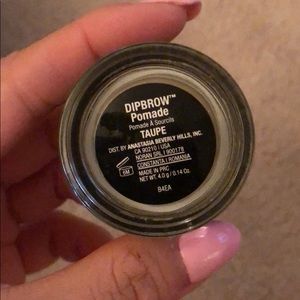 DIPBROW™
Pomade
Pomade À Sourcils
TAUPE
DIST. BY ANASTASIA BEVERLY HILLS, INC.
CA 90210 / USA
NORAN SRL | 900178
CONSTANTA / ROMANIA
MADE IN PRC
NET WT. 4.0 g / 0.14 Oz.
6M
B4EA